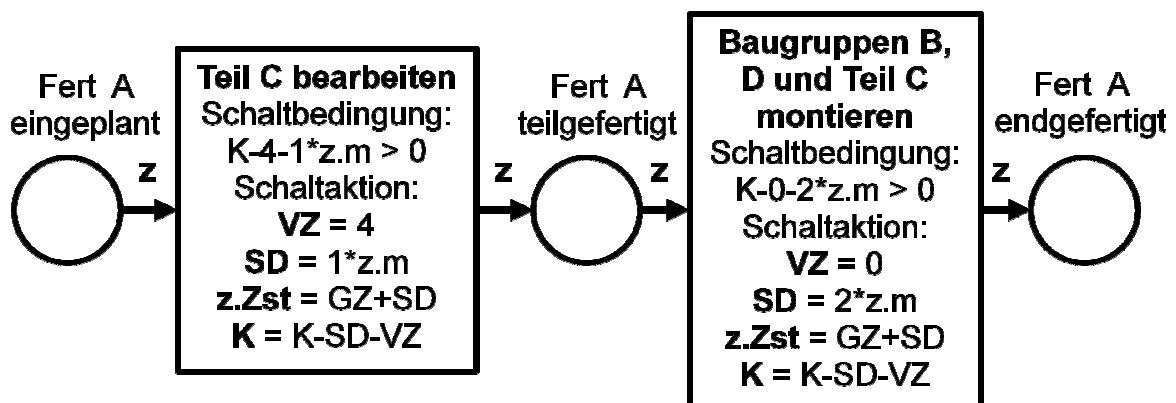 Fert A
eingeplant
z
Teil C bearbeiten
Schaltbedingung:
K-4-1*z.m > 0
Schaltaktion:
VZ = 4
SD = 1*z.m
z.Zst = GZ+SD
K = K-SD-VZ
z
Fert A
teilgefertigt
z
Baugruppen B,
D und Teil C
montieren
Schaltbedingung:
K-0-2*z.m > 0
Schaltaktion:
VZ = 0
SD = 2*z.m
z.Zst = GZ+SD
K = K-SD-VZ
z
Fert A
endgefertigt